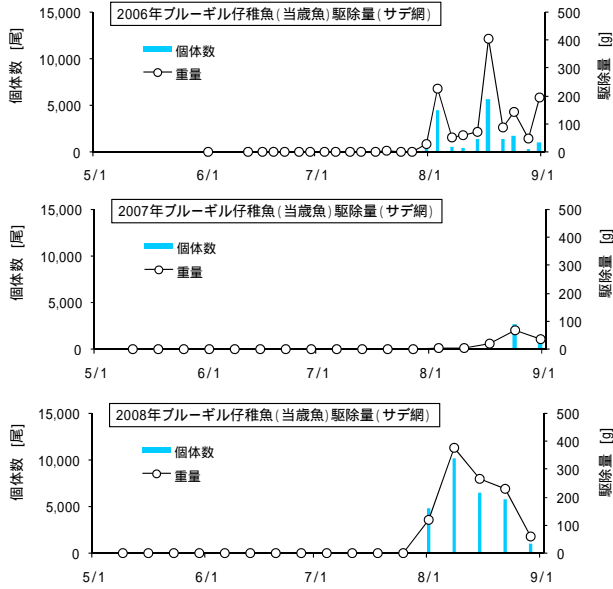 2006年ブルーギル仔稚魚(当歳魚)駆除量(サデ網)
個体数 [尾]
駆除量 [g]
15,000
10,000
5,000
0
500
400
300
200
100
0
個体数
重量
5/1 6/1 7/1 8/1 9/1
2007年ブルーギル仔稚魚(当歳魚)駆除量(サデ網)
個体数 [尾]
駆除量 [g]
15,000
10,000
5,000
0
500
400
300
200
100
0
個体数
重量
5/1 6/1 7/1 8/1 9/1
2008年ブルーギル仔稚魚(当歳魚)駆除量(サデ網)
個体数 [尾]
駆除量 [g]
15,000
10,000
5,000
0
500
400
300
200
100
0
個体数
重量
5/1 6/1 7/1 8/1 9/1